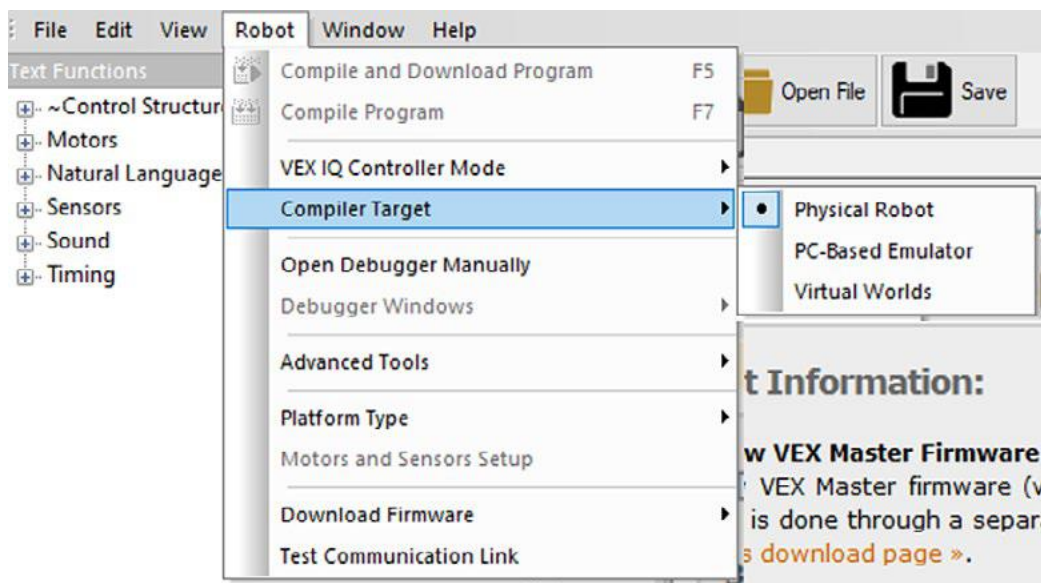 File Edit View Robot Window Help
Text Functions
~Control Structur
Motors
Natural Language
Sensors
Sound
Timing
Compile and Download Program F5
Compile Program F7
VEX IQ Controller Mode
Compiler Target
Open Debugger Manually
Debugger Windows
Advanced Tools
Platform Type
Motors and Sensors Setup
Download Firmware
Test Communication Link
Physical Robot
PC-Based Emulator
Virtual Worlds
Open File Save
t Information:
w VEX Master Firmware
VEX Master firmware (v
is done through a separ
s download page ».